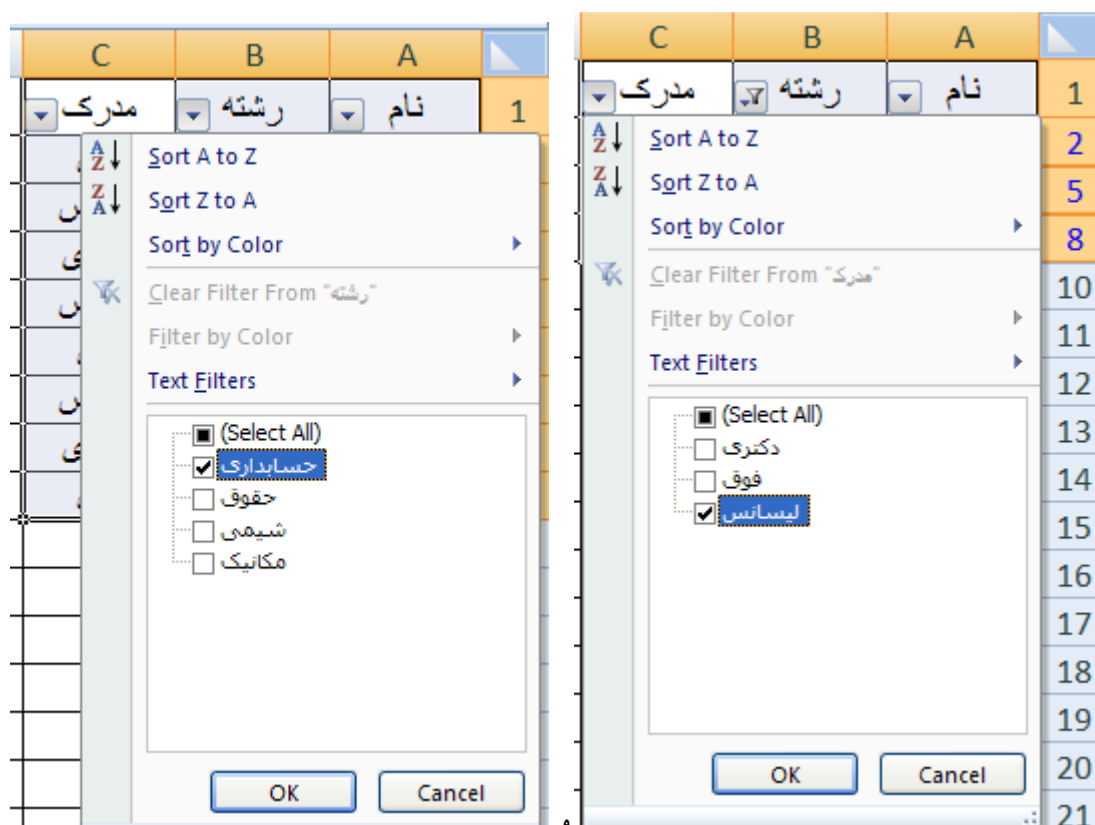 C B A
مدرک رشته نام 1
Sort A to Z
Sort Z to A
Sort by Color
Clear Filter From "رشته"
Filter by Color
Text Filters
(Select All)
حسابداری
حقوق
شیمی
مکانیک
OK Cancel
C B A
مدرک رشته نام 1
Sort A to Z
Sort Z to A
Sort by Color
Clear Filter From "مدرک"
Filter by Color
Text Filters
(Select All)
دکتری
فوق
لیسانس
OK Cancel
2
5
8
10
11
12
13
14
15
16
17
18
19
20
21